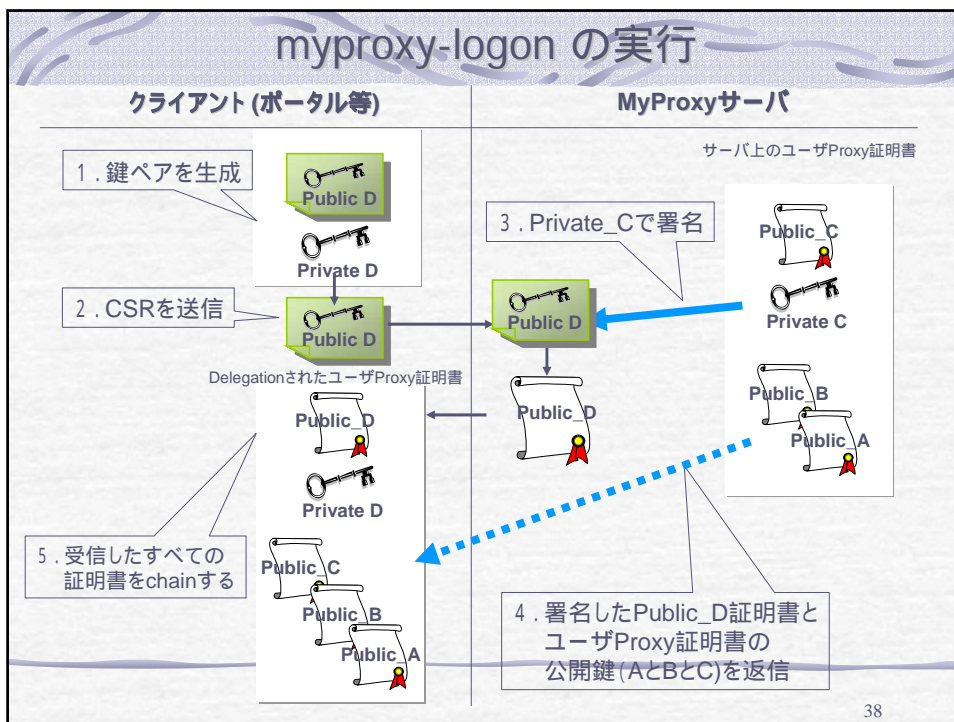 myproxy-logon の実行
クライアント (ポータル等)
MyProxyサーバ
サーバ上のユーザProxy証明書
1．鍵ペアを生成
Public D
Private D
2．CSRを送信
Public D
3．Private_Cで署名
Public D
Public_C
Private C
Public_B
Public_A
DelegationされたユーザProxy証明書
Public_D
Public_D
Private D
Public_C
Public_B
Public_A
5．受信したすべての
証明書をchainする
4．署名したPublic_D証明書と
ユーザProxy証明書の
公開鍵(AとBとC)を返信
38